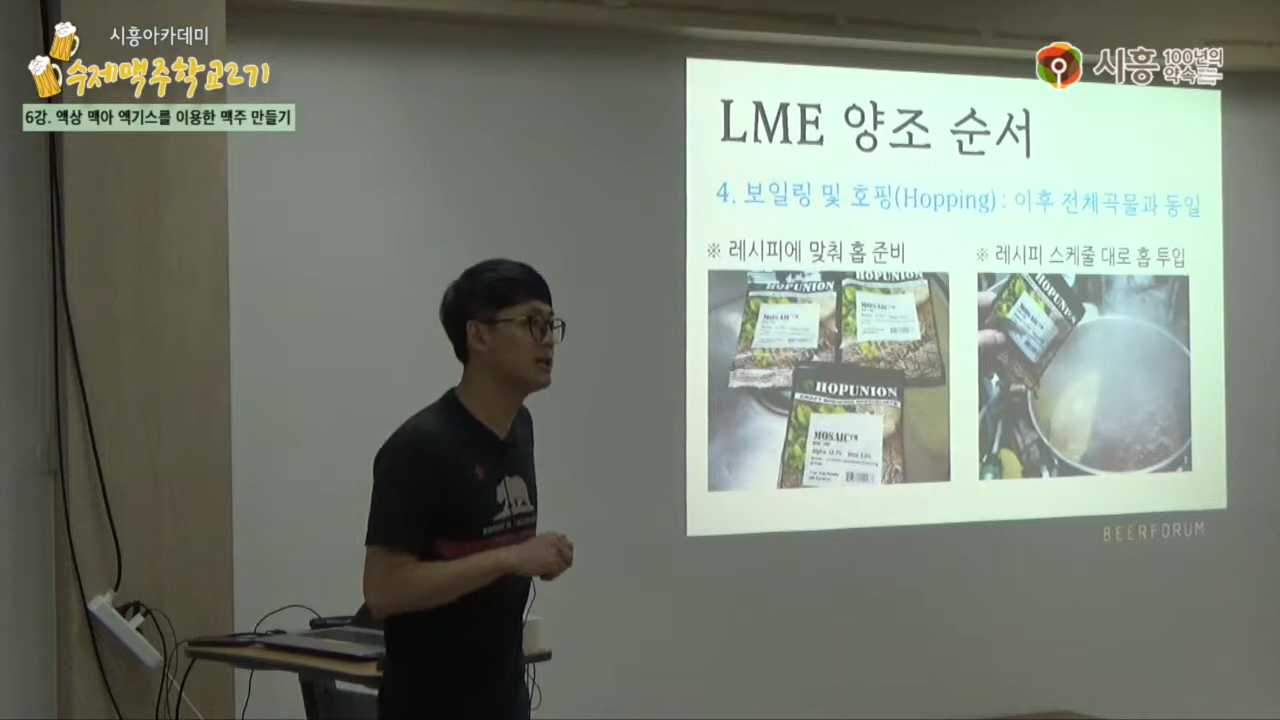 시흥아카데미
수제맥주학교2기
6강. 액상 맥아 엑기스를 이용한 맥주 만들기
시흥 100년의 약속
LME 양조 순서
4. 보일링 및 호핑(Hopping) : 이후 전체곡물과 동일
※ 레시피에 맞춰 홉 준비
※ 레시피 스케줄 대로 홉 투입
HOPUNION
MOSAIC™
HOPUNION
MOSAIC™
HOPUNION
MOSAIC™
HOPUNION
MOSAIC™
BEERFORUM